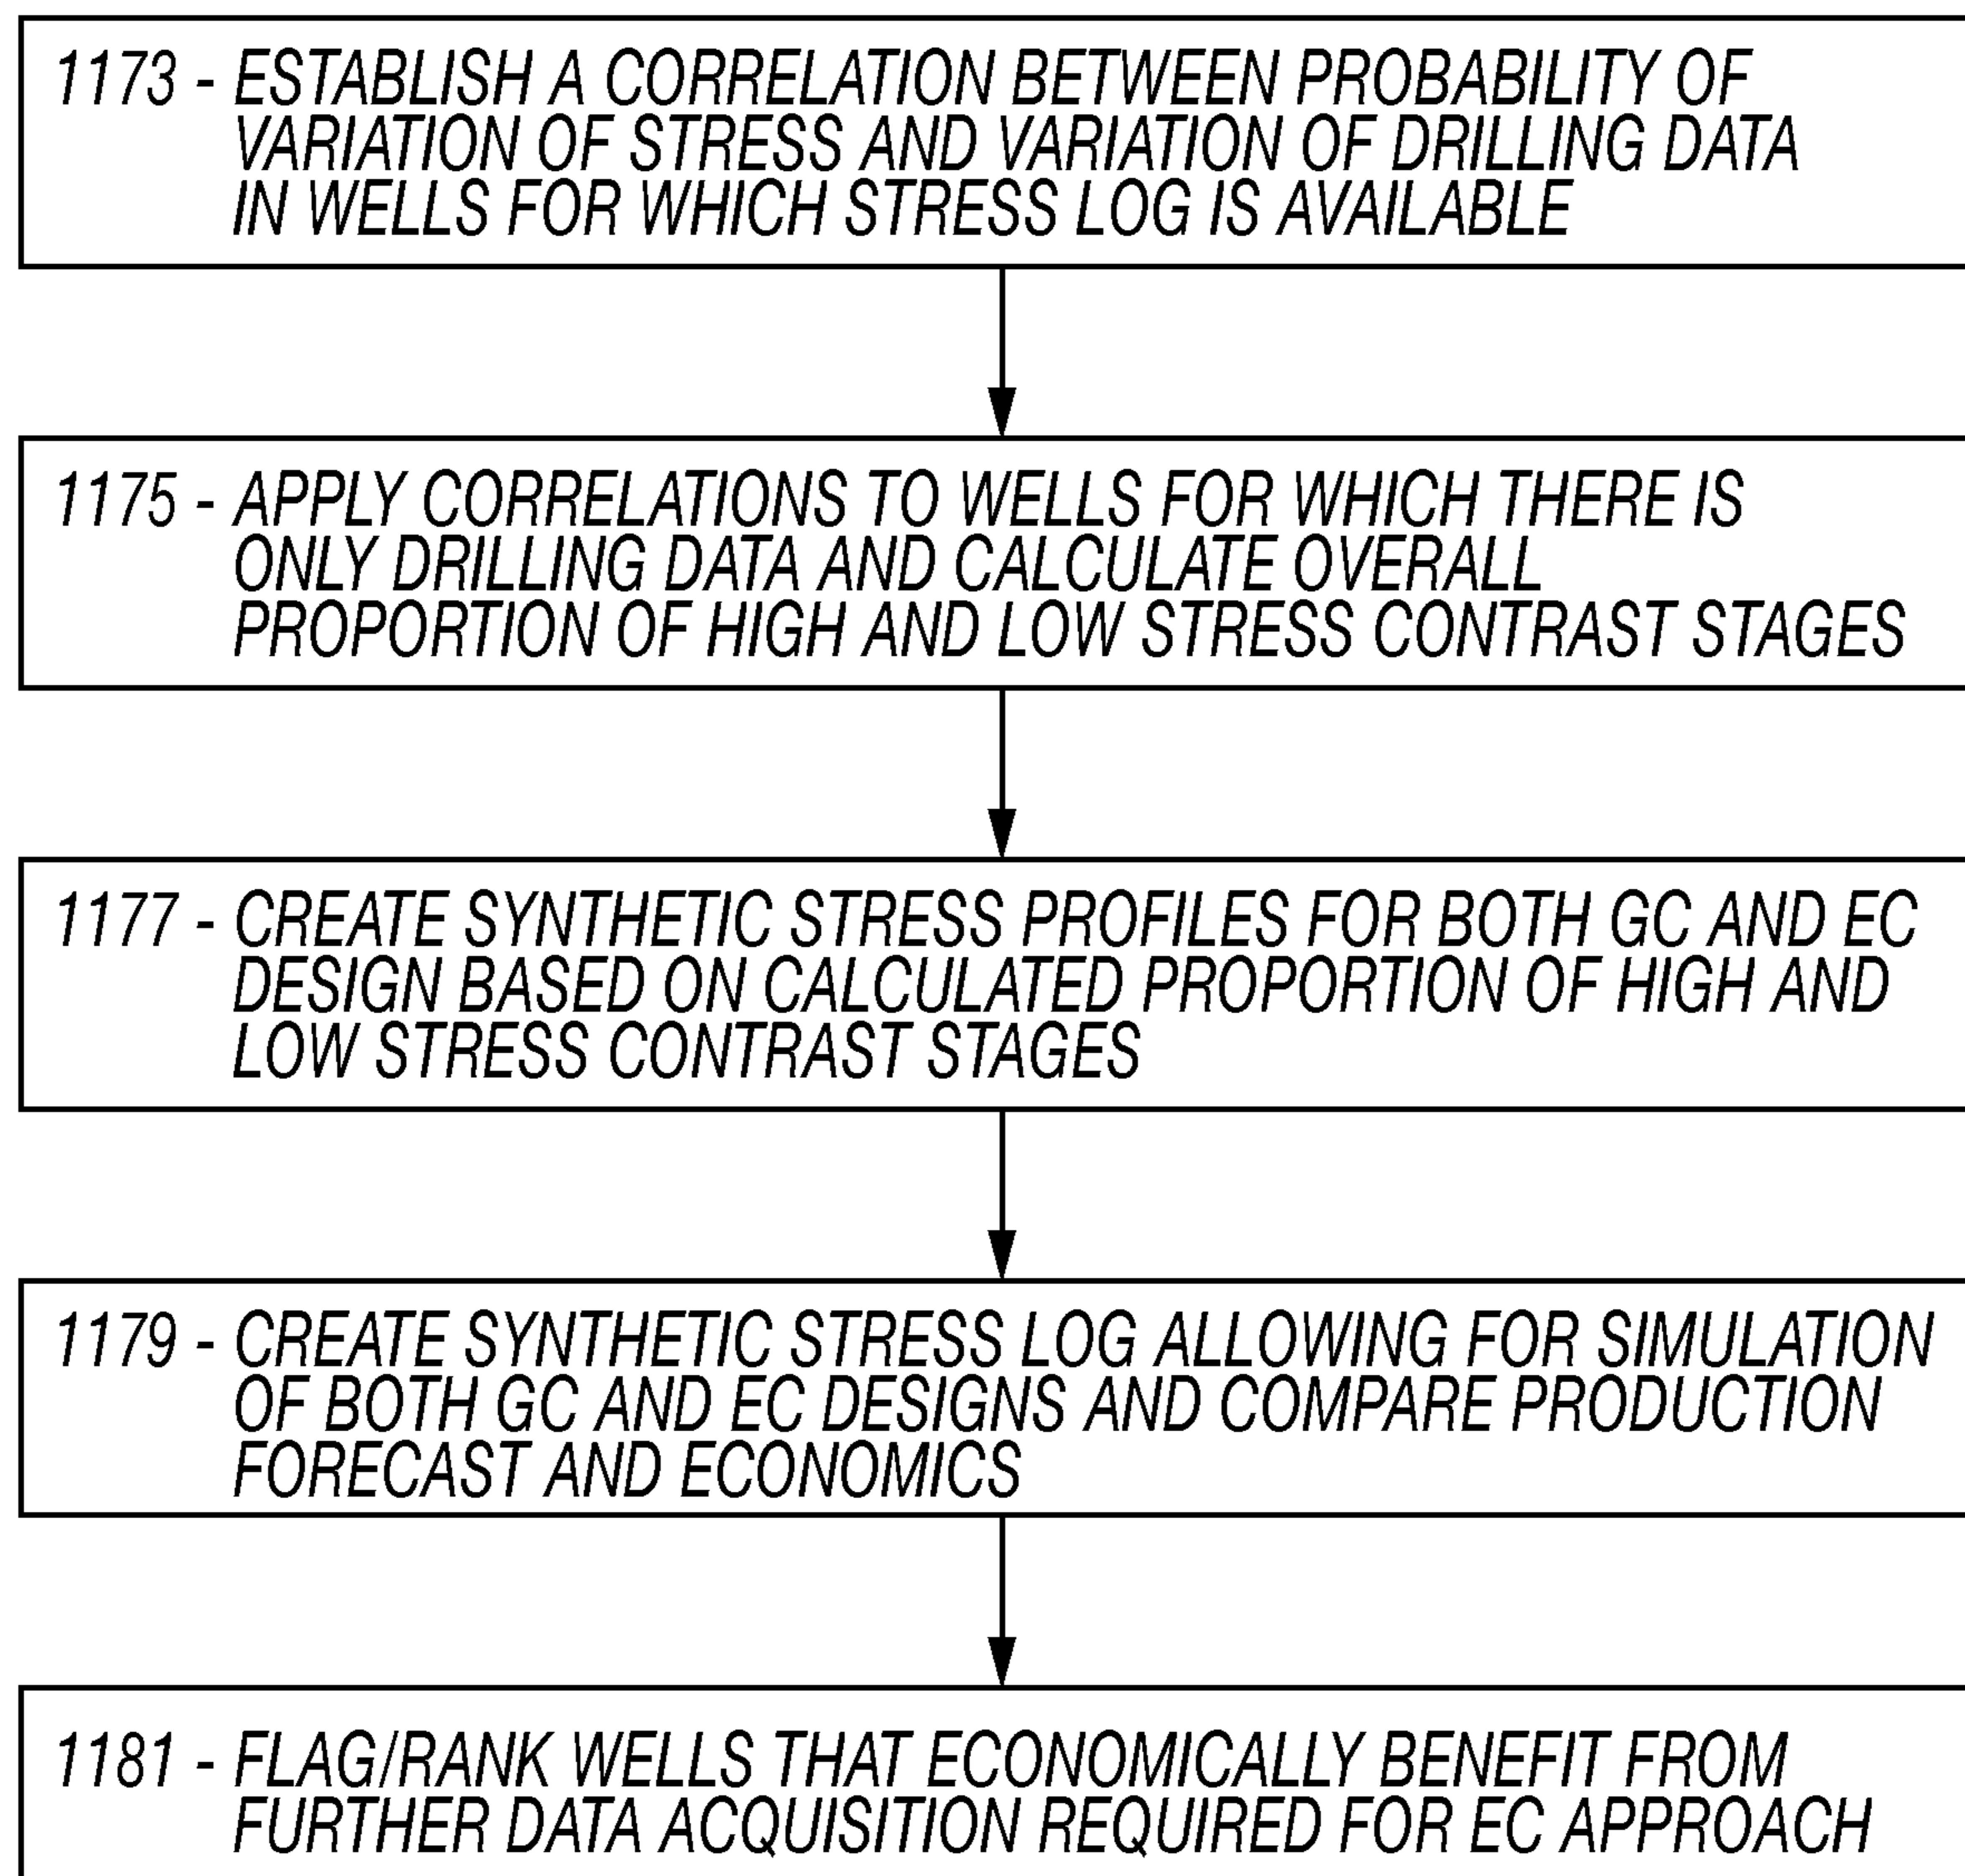 1173 - ESTABLISH A CORRELATION BETWEEN PROBABILITY OF
VARIATION OF STRESS AND VARIATION OF DRILLING DATA
IN WELLS FOR WHICH STRESS LOG IS AVAILABLE
1175 - APPLY CORRELATIONS TO WELLS FOR WHICH THERE IS
ONLY DRILLING DATA AND CALCULATE OVERALL
PROPORTION OF HIGH AND LOW STRESS CONTRAST STAGES
1177 - CREATE SYNTHETIC STRESS PROFILES FOR BOTH GC AND EC
DESIGN BASED ON CALCULATED PROPORTION OF HIGH AND
LOW STRESS CONTRAST STAGES
1179 - CREATE SYNTHETIC STRESS LOG ALLOWING FOR SIMULATION
OF BOTH GC AND EC DESIGNS AND COMPARE PRODUCTION
FORECAST AND ECONOMICS
1181 - FLAG/RANK WELLS THAT ECONOMICALLY BENEFIT FROM
FURTHER DATA ACQUISITION REQUIRED FOR EC APPROACH